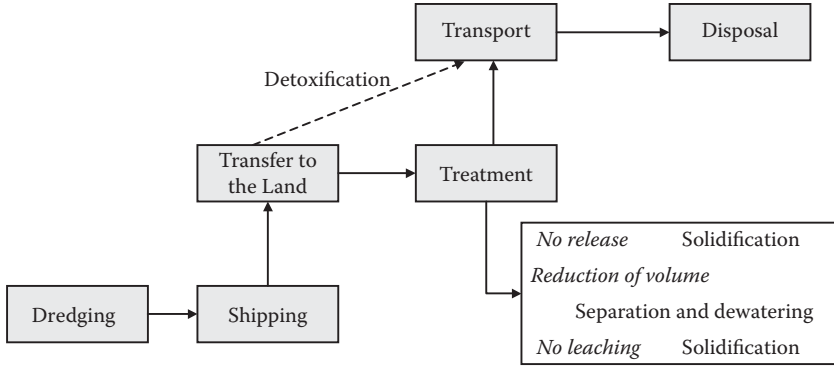 Transport
Disposal
Detoxification
Transfer to
the Land
Treatment
No release Solidification
Reduction of volume
Separation and dewatering
No leaching Solidification
Dredging
Shipping